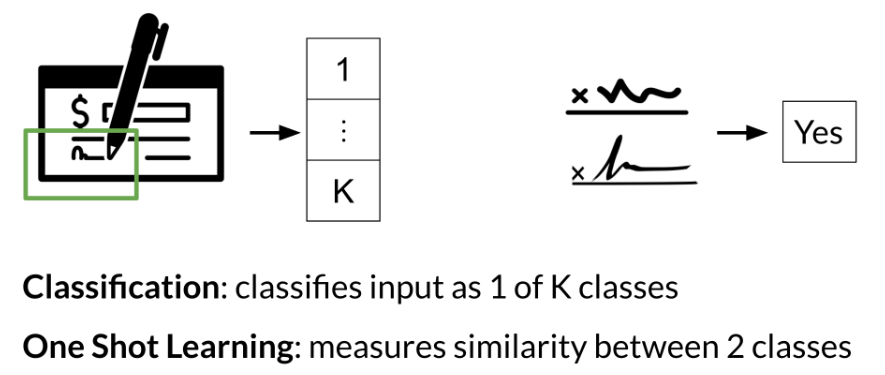 $
1
⋮
K
×
×
Yes
Classification: classifies input as 1 of K classes
One Shot Learning: measures similarity between 2 classes